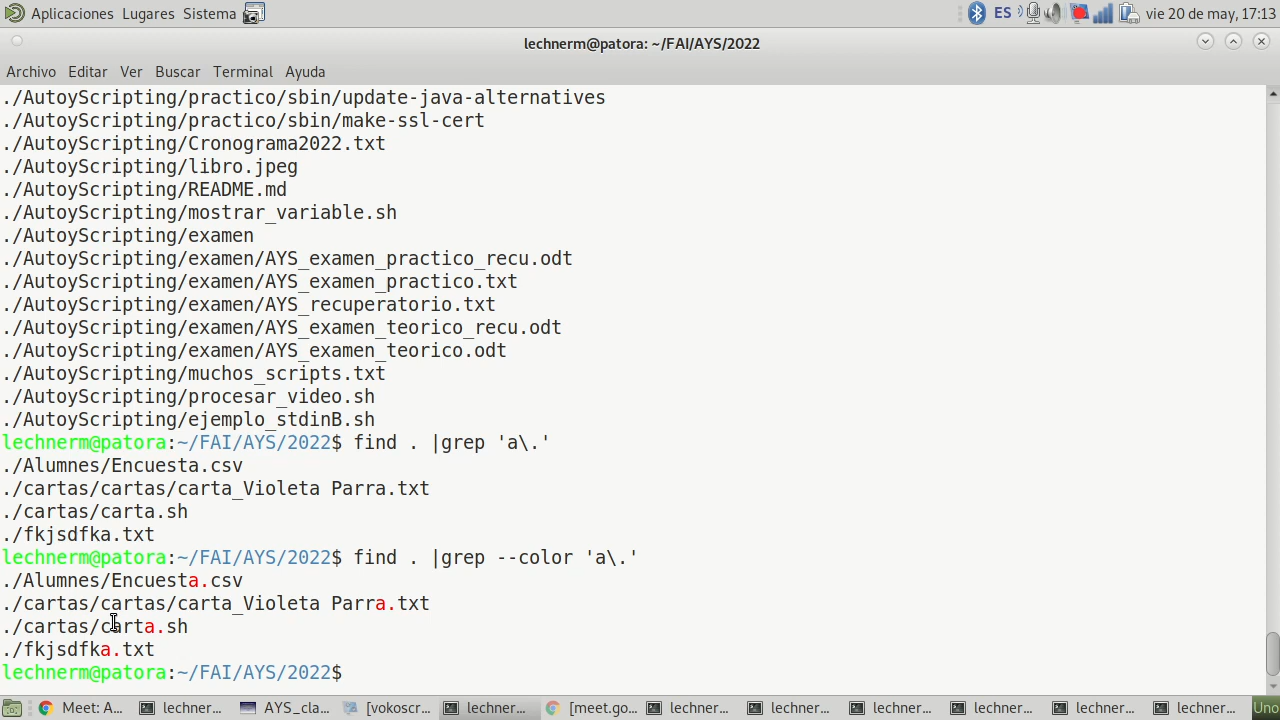 Aplicaciones Lugares Sistema ES vie 20 de may, 17:13
lechnerm@patora: ~/FAI/AYS/2022
Archivo Editar Ver Buscar Terminal Ayuda
./AutoyScripting/practico/sbin/update-java-alternatives
./AutoyScripting/practico/sbin/make-ssl-cert
./AutoyScripting/Cronograma2022.txt
./AutoyScripting/libro.jpeg
./AutoyScripting/README.md
./AutoyScripting/mostrar_variable.sh
./AutoyScripting/examen
./AutoyScripting/examen/AYS_examen_practico_recu.odt
./AutoyScripting/examen/AYS_examen_practico.txt
./AutoyScripting/examen/AYS_recuperatorio.txt
./AutoyScripting/examen/AYS_examen_teorico_recu.odt
./AutoyScripting/examen/AYS_examen_teorico.odt
./AutoyScripting/muchos_scripts.txt
./AutoyScripting/procesar_video.sh
./AutoyScripting/ejemplo_stdinB.sh
lechnerm@patora:~/FAI/AYS/2022$ find . |grep 'a\.'
./Alumnes/Encuesta.csv
./cartas/cartas/carta_Violeta Parra.txt
./cartas/carta.sh
./fkjsdfka.txt
lechnerm@patora:~/FAI/AYS/2022$ find . |grep --color 'a\.'
./Alumnes/Encuesta.csv
./cartas/cartas/carta_Violeta Parra.txt
./cartas/carta.sh
./fkjsdfka.txt
lechnerm@patora:~/FAI/AYS/2022$
Meet: A... lechner... AYS_cla... [vokoscr... lechner... [meet.go... lechner... lechner... lechner... lechner... lechner... lechner... Uno